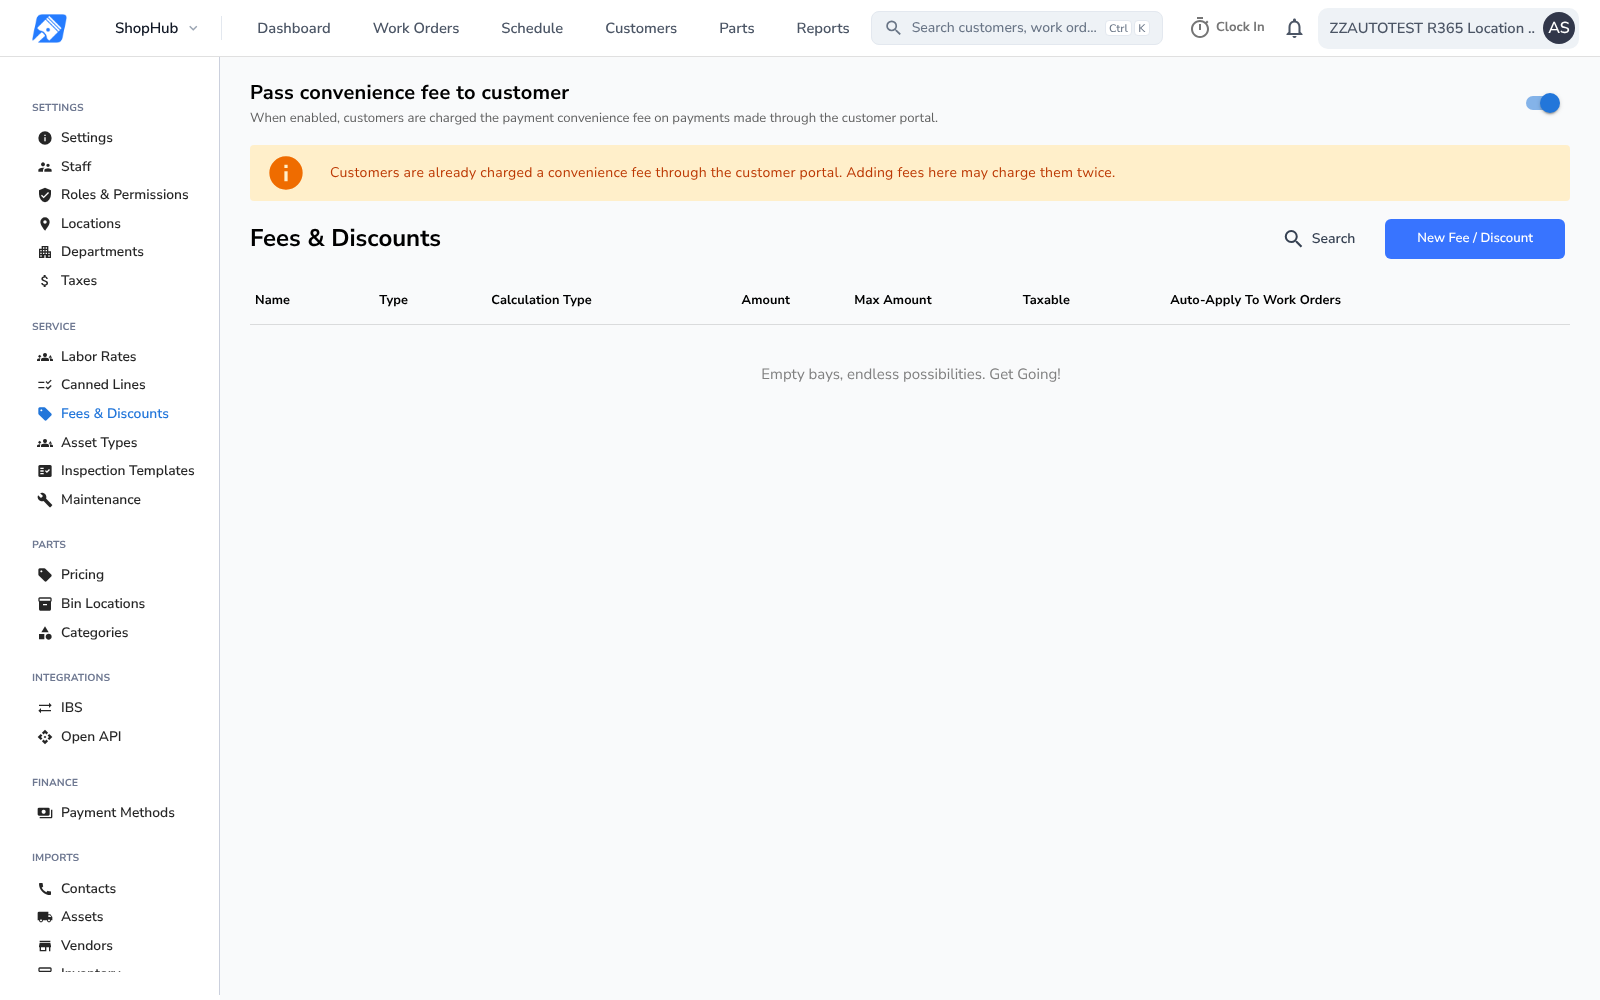 ShopHub
Dashboard
Work Orders
Schedule
Customers
Parts
Reports
Search customers, work ord...
Ctrl
K
Clock In
ZZAUTOTEST R365 Location ..
AS
SETTINGS
Settings
Staff
Roles & Permissions
Locations
Departments
Taxes
SERVICE
Labor Rates
Canned Lines
Fees & Discounts
Asset Types
Inspection Templates
Maintenance
PARTS
Pricing
Bin Locations
Categories
INTEGRATIONS
IBS
Open API
FINANCE
Payment Methods
IMPORTS
Contacts
Assets
Vendors
Pass convenience fee to customer
When enabled, customers are charged the payment convenience fee on payments made through the customer portal.
Customers are already charged a convenience fee through the customer portal. Adding fees here may charge them twice.
Fees & Discounts
Search
New Fee / Discount
Name
Type
Calculation Type
Amount
Max Amount
Taxable
Auto-Apply To Work Orders
Empty bays, endless possibilities. Get Going!